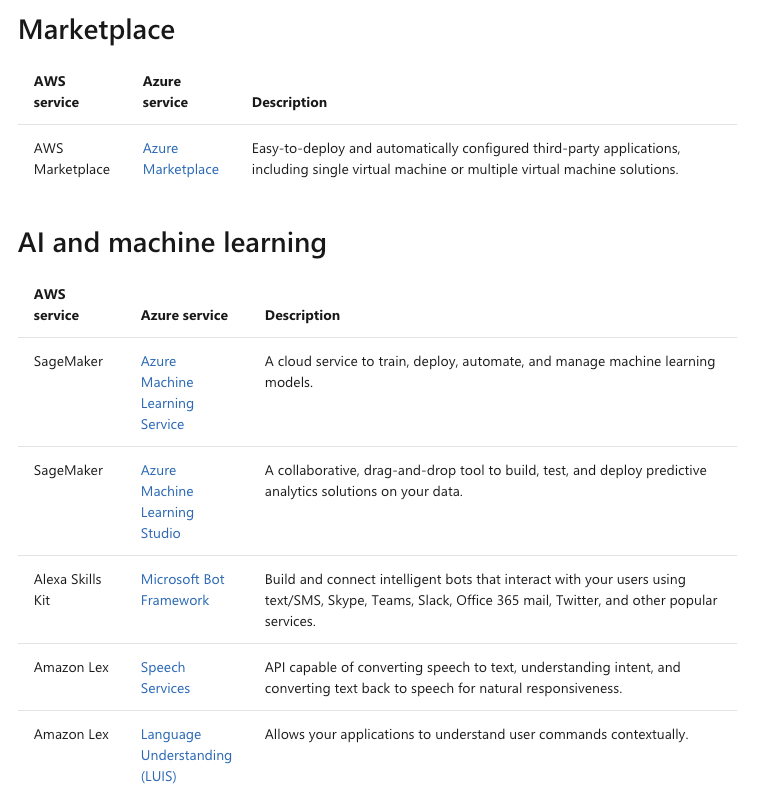 Marketplace
AWS service
Azure service
Description
AWS Marketplace
Azure Marketplace
Easy-to-deploy and automatically configured third-party applications,
including single virtual machine or multiple virtual machine solutions.
AI and machine learning
AWS service
Azure service
Description
SageMaker
Azure
Machine
Learning
Service
A cloud service to train, deploy, automate, and manage machine learning
models.
SageMaker
Azure
Machine
Learning
Studio
A collaborative, drag-and-drop tool to build, test, and deploy predictive
analytics solutions on your data.
Alexa Skills
Kit
Microsoft Bot
Framework
Build and connect intelligent bots that interact with your users using
text/SMS, Skype, Teams, Slack, Office 365 mail, Twitter, and other popular
services.
Amazon Lex
Speech
Services
API capable of converting speech to text, understanding intent, and
converting text back to speech for natural responsiveness.
Amazon Lex
Language
Understanding
(LUIS)
Allows your applications to understand user commands contextually.